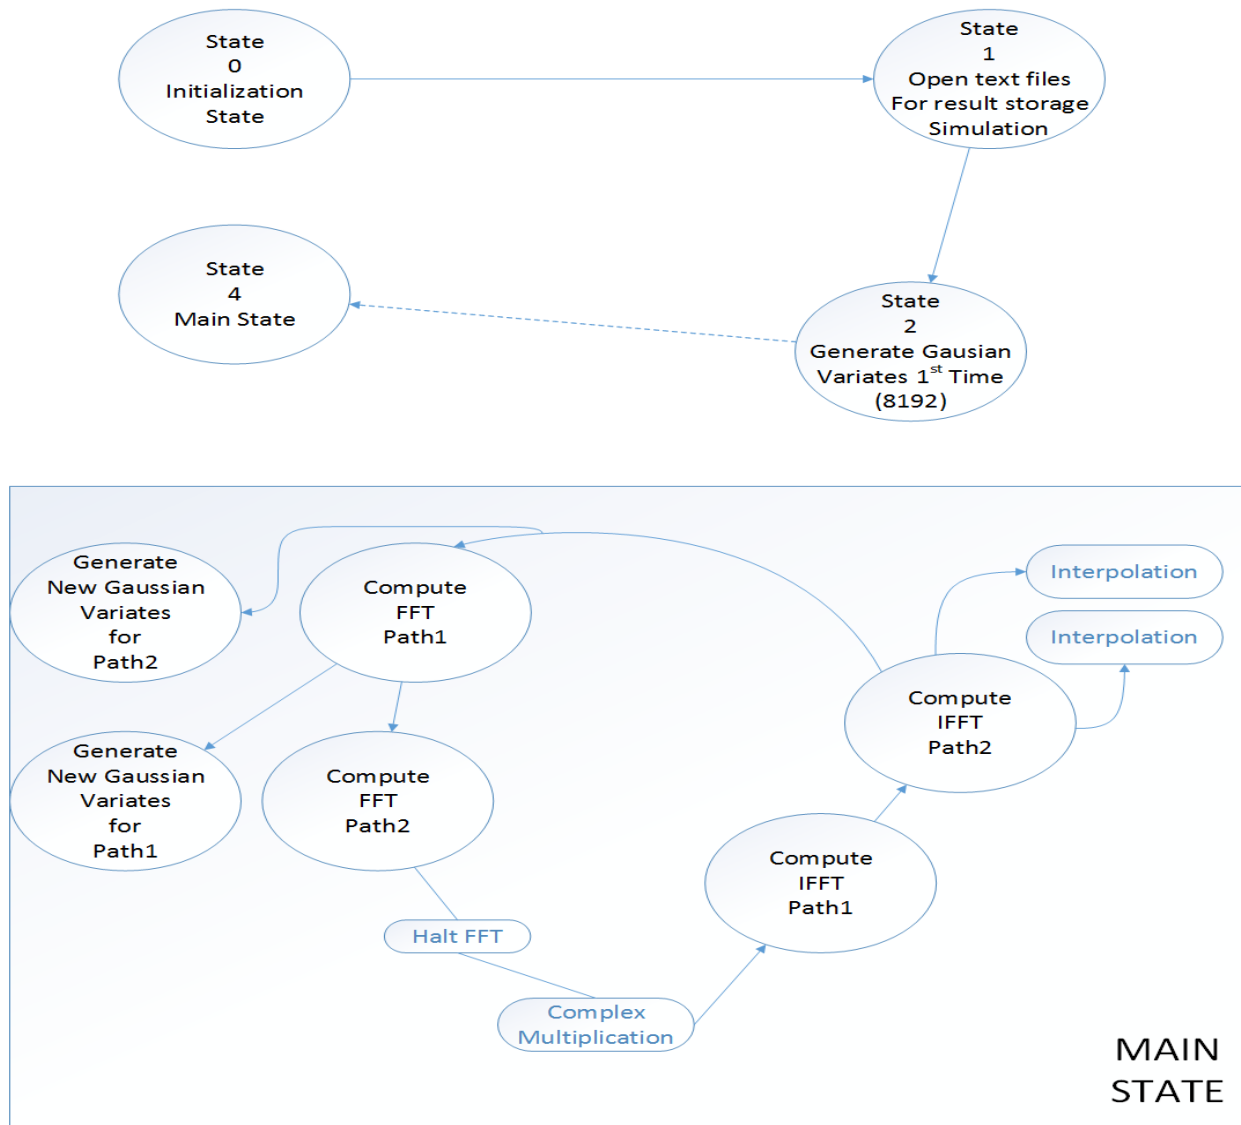 State
0
Initialization
State
State
1
Open text files
For result storage
Simulation
State
4
Main State
State
2
Generate Gausian
Variates 1st Time
(8192)
Generate
New Gaussian
Variates
for
Path2
Compute
FFT
Path1
Interpolation
Interpolation
Compute
IFFT
Path2
Generate
New Gaussian
Variates
for
Path1
Compute
FFT
Path2
Compute
IFFT
Path1
Halt FFT
Complex
Multiplication
MAIN
STATE